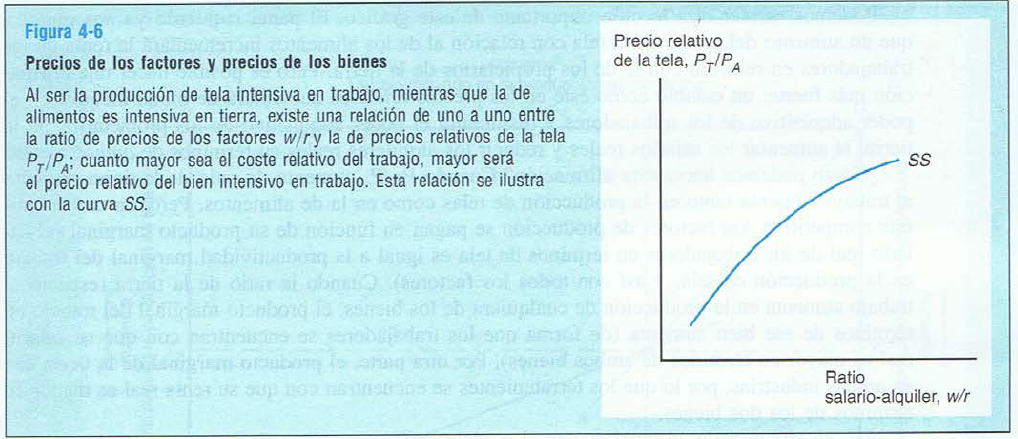 Figura 4-6
Precios de los factores y precios de los bienes
Al ser la producción de tela intensiva en trabajo, mientras que la de
alimentos es intensiva en tierra, existe una relación de uno a uno entre
la ratio de precios de los factores w/r y la de precios relativos de la tela
P_T/P_A; cuanto mayor sea el coste relativo del trabajo, mayor será
el precio relativo del bien intensivo en trabajo. Esta relación se ilustra
con la curva SS.
Precio relativo
de la tela, P_T/P_A
SS
Ratio
salario-alquiler, w/r